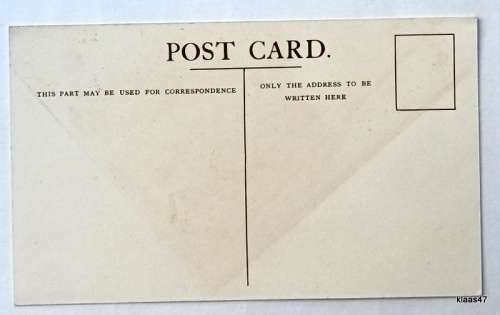 POST CARD.
THIS PART MAY BE USED FOR CORRESPONDENCE
ONLY THE ADDRESS TO BE
WRITTEN HERE
klaas47